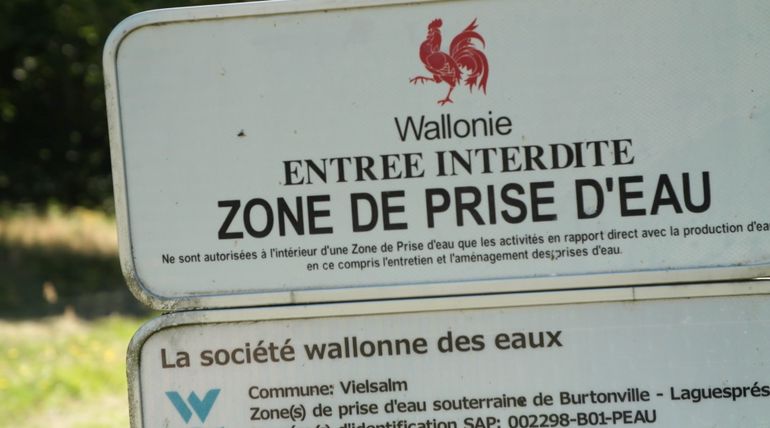 Wallonie
ENTREE INTERDITE
ZONE DE PRISE D'EAU
Ne sont autorisées à l'intérieur d'une Zone de Prise d'eau que les activités en rapport direct avec la production d'eau
en ce compris l'entretien et l'aménagement des prises d'eau.
La société wallonne des eaux
Commune: Vielsalm
Zone(s) de prise d'eau souterraine de Burtonville - Laguesprés
d'identification SAP: 002298-B01-PEAU